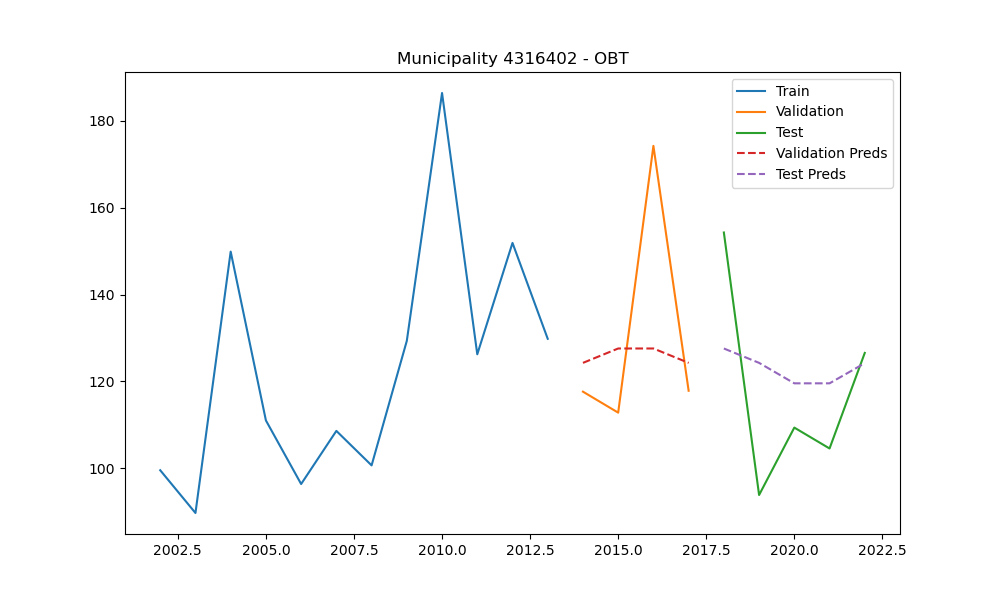 Municipality 4316402 - OBT
Train
Validation
Test
Validation Preds
Test Preds
180
160
140
120
100
2002.5 2005.0 2007.5 2010.0 2012.5 2015.0 2017.5 2020.0 2022.5